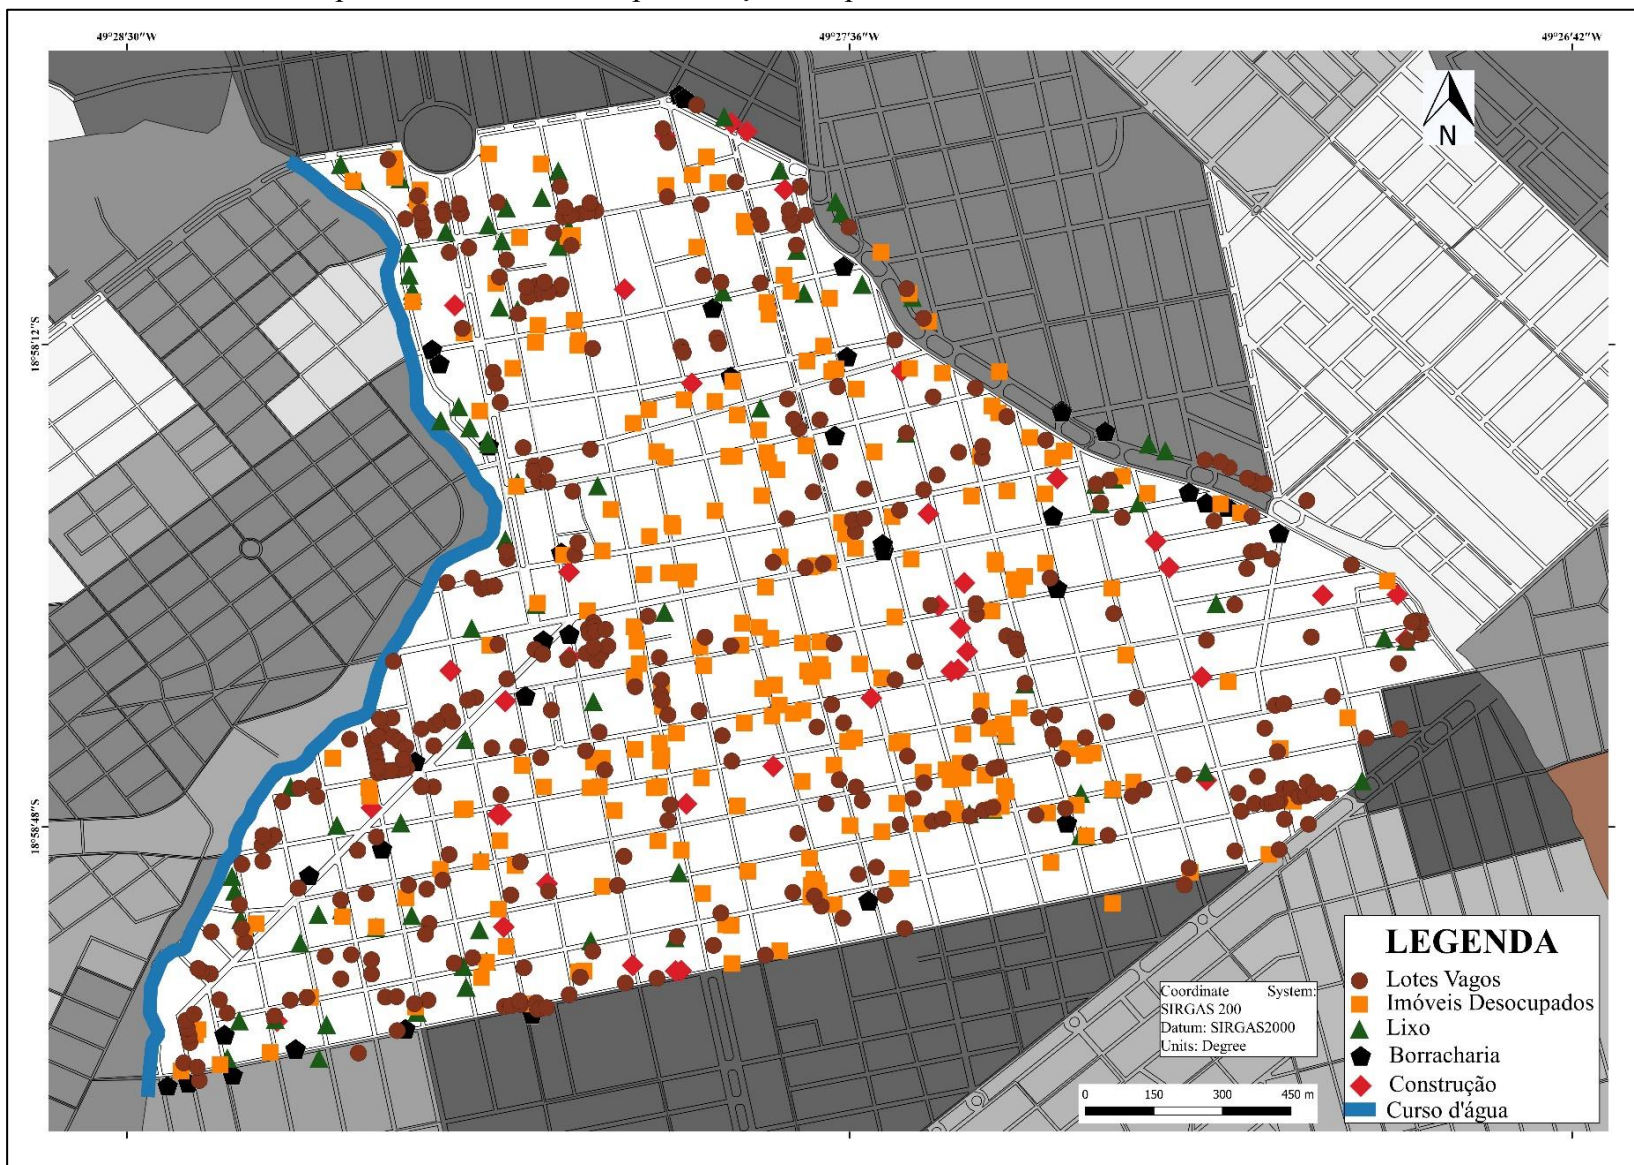 49°28'30"W 49°27'36"W 49°26'42"W
18°58'12"S
18°58'48"S
N
LEGENDA
Lotes Vagos
Imóveis Desocupados
Lixo
Borracharia
Construção
Curso d'água
Coordinate System:
SIRGAS 200
Datum: SIRGAS2000
Units: Degree
0 150 300 450 m